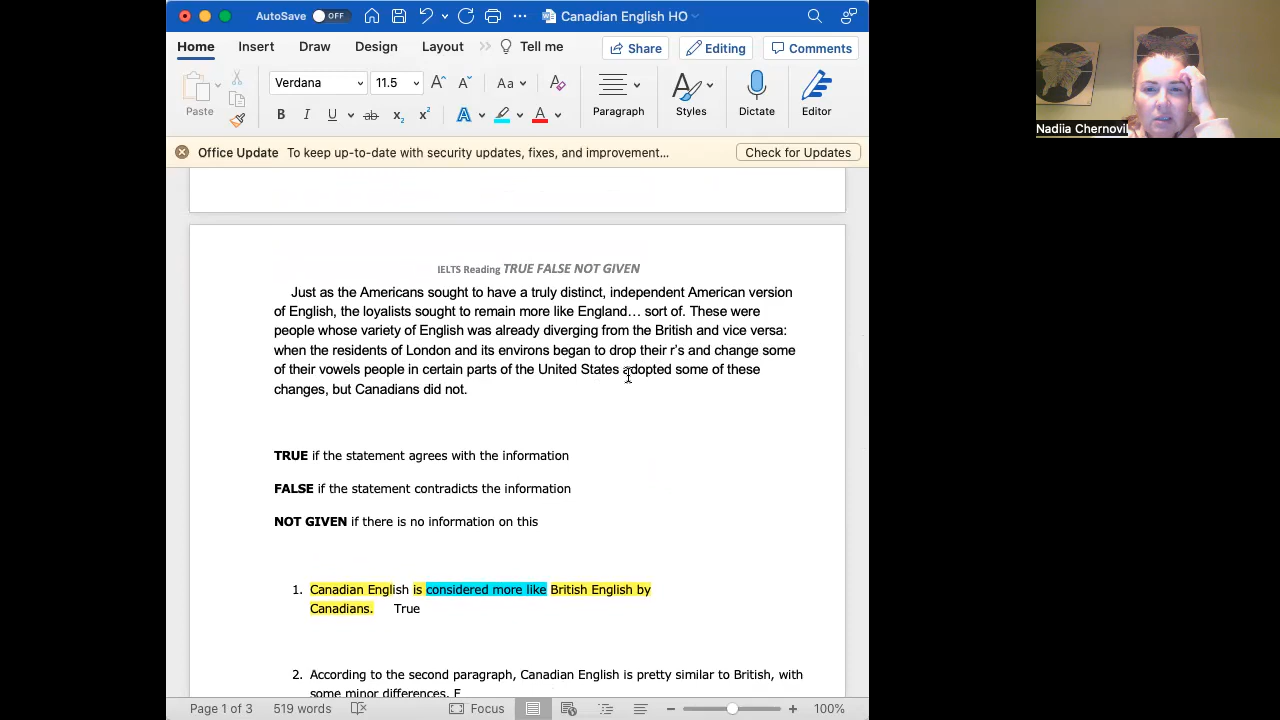 AutoSave OFF ... Canadian English HO
Home Insert Draw Design Layout >> Tell me Share Editing Comments
Paste Verdana 11.5 A A Aa A Paragraph Styles Dictate Editor
B I U ab x2 x2 A A
Office Update To keep up-to-date with security updates, fixes, and improvement... Check for Updates
IELTS Reading TRUE FALSE NOT GIVEN
Just as the Americans sought to have a truly distinct, independent American version
of English, the loyalists sought to remain more like England… sort of. These were
people whose variety of English was already diverging from the British and vice versa:
when the residents of London and its environs began to drop their r's and change some
of their vowels people in certain parts of the United States adopted some of these
changes, but Canadians did not.
TRUE if the statement agrees with the information
FALSE if the statement contradicts the information
NOT GIVEN if there is no information on this
1. Canadian English is considered more like British English by
Canadians. True
2. According to the second paragraph, Canadian English is pretty similar to British, with
some minor differences. F
Page 1 of 3 519 words Focus 100%
Nadiia Chernovil